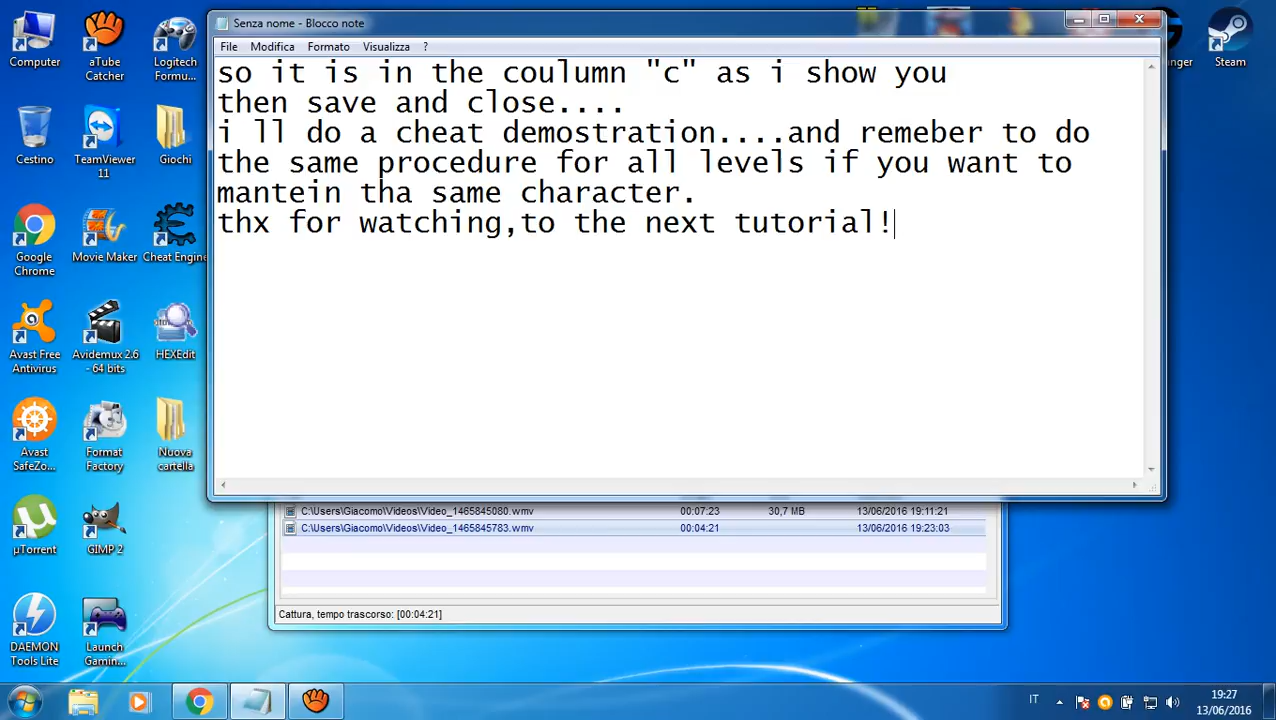 Senza nome - Blocco note
File Modifica Formato Visualizza ?
so it is in the coulumn "c" as i show you
then save and close....
i ll do a cheat demostration....and remeber to do
the same procedure for all levels if you want to
mantein tha same character.
thx for watching,to the next tutorial!
C:\Users\Giacomo\Videos\Video_1465845080.wmv 00:07:23 30,7 MB 13/06/2016 19:11:21
C:\Users\Giacomo\Videos\Video_1465845783.wmv 00:04:21 13/06/2016 19:23:03
Cattura, tempo trascorso: [00:04:21]
Computer
aTube
Catcher
Logitech
Formu...
Cestino
TeamViewer
11
Giochi
Google
Chrome
Movie Maker
Cheat Engine
Avast Free
Antivirus
Avidemux 2.6
- 64 bits
HEXEdit
Avast
SafeZo...
Format
Factory
Nuova
cartella
µTorrent
GIMP 2
DAEMON
Tools Lite
Launch
Gamin...
nger
Steam
IT
19:27
13/06/2016